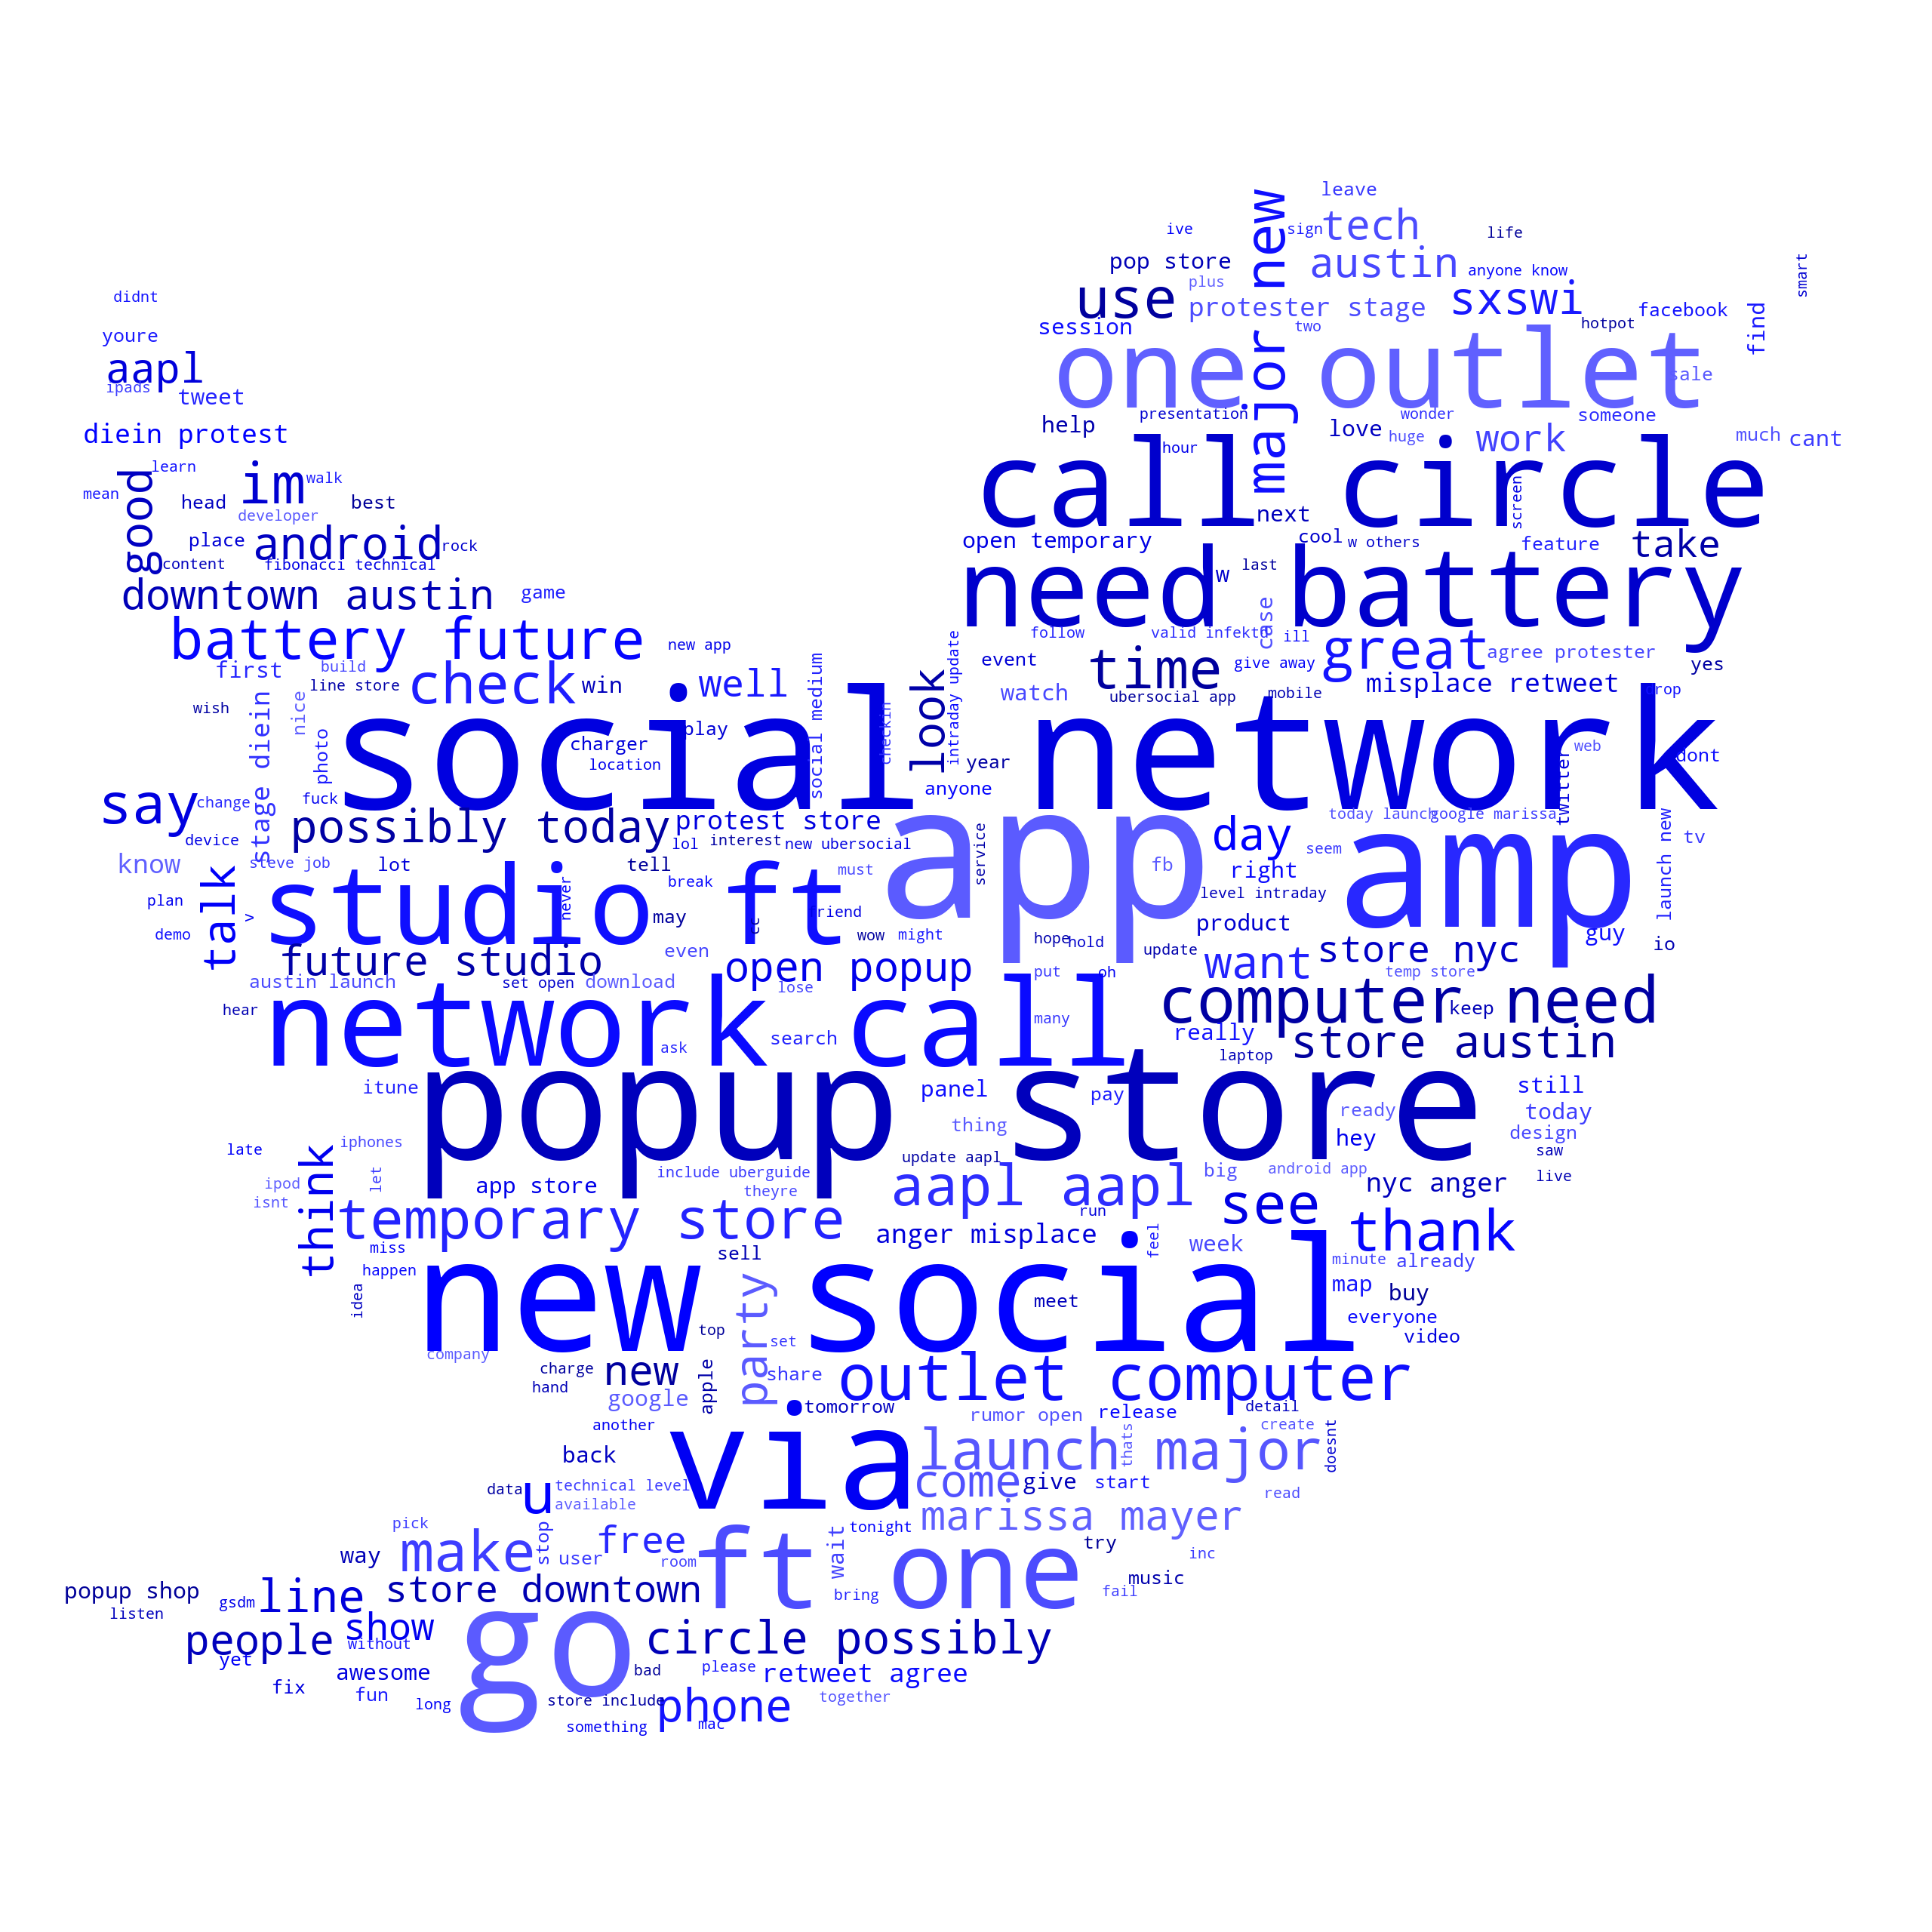 leave
major new
ive
sign
tech
life
pop store
austin
anyone know
smart
plus
use
protester stage
sxswi
didnt
session
two
hotpot
facebook
find
youre
one outlet
aapl
sale
ipads
tweet
presentation
wonder
someone
help
love
huge
work
much
cant
diein protest
hour
call circle
learn
good
im
walk
mean
head
best
screen
developer
next
place
android
rock
open temporary
cool
w others
feature
take
content
fibonacci technical
need
w
last
battery
downtown austin
game
case
battery future
new app
follow
valid infektd
ill
great
intraday update
event
time
give away
agree protester
yes
first
build
check
win
well
social medium
look
watch
ubersocial app
mobile
misplace retweet
crop
line store
stage diein
nice
wish
social network
play
checkin
photo
charger
location
year
twitter
web
dont
say
change
fuck
anyone
possibly today
protest store
app
today launch
google marissa
launch new
device
lol
interest
new ubersocial
service
day
seem
amp
tv
know
steve job
lot
tell
must
fb
right
talk
studio ft
never
break
level intraday
plan
v
may
cc
friend
product
demo
wow
might
hope
hold
update
guy
io
future studio
even
open popup
want
store nyc
austin launch
set open
download
lose
put
oh
temp store
hear
network call
many
computer need
keep
ask
search
really
store austin
laptop
popup store
itune
panel
pay
still
thing
ready
today
hey
design
late
iphones
think
update aapl
saw
let
include uberguide
aapl aapl
big
android app
live
ipod
app store
theyre
see
nyc anger
isnt
temporary store
run
thank
miss
anger misplace
feel
week
sell
new social
happen
minute
already
idea
party
meet
map
buy
everyone
top
set
video
company
charge
new
apple
share
outlet computer
hand
google
tomorrow
rumor open
release
detail
another
via
create
back
launch major
thats
doesnt
data
u
technical level
come
give
start
read
available
marissa mayer
pick
stop
free
wait
tonight
way
make
user
room
ft one
try
inc
popup shop
listen
gsdm
line
store downtown
bring
fail
music
people
show
go
circle possibly
without
yet
awesome
bad
please
retweet agree
fix
fun
long
store include
phone
together
something
mac